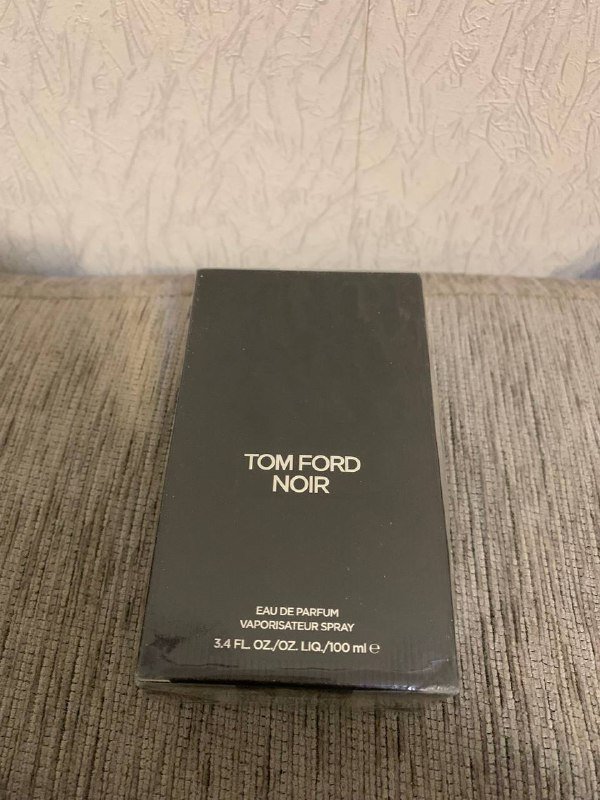 TOM FORD
NOIR
EAU DE PARFUM
VAPORISATEUR SPRAY
3.4 FL. OZ./OZ. LIQ./100 ml ℮